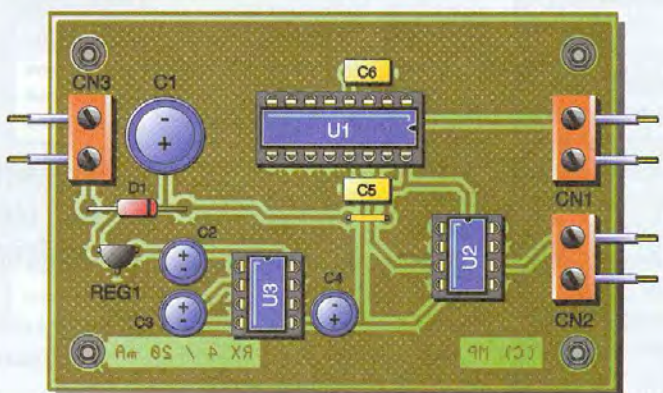 CN3
C1
C6
U1
D1
C5
CN1
C2
U2
REG1
U3
C4
C3
CN2
RX 4 / 20 mA
(C) MP